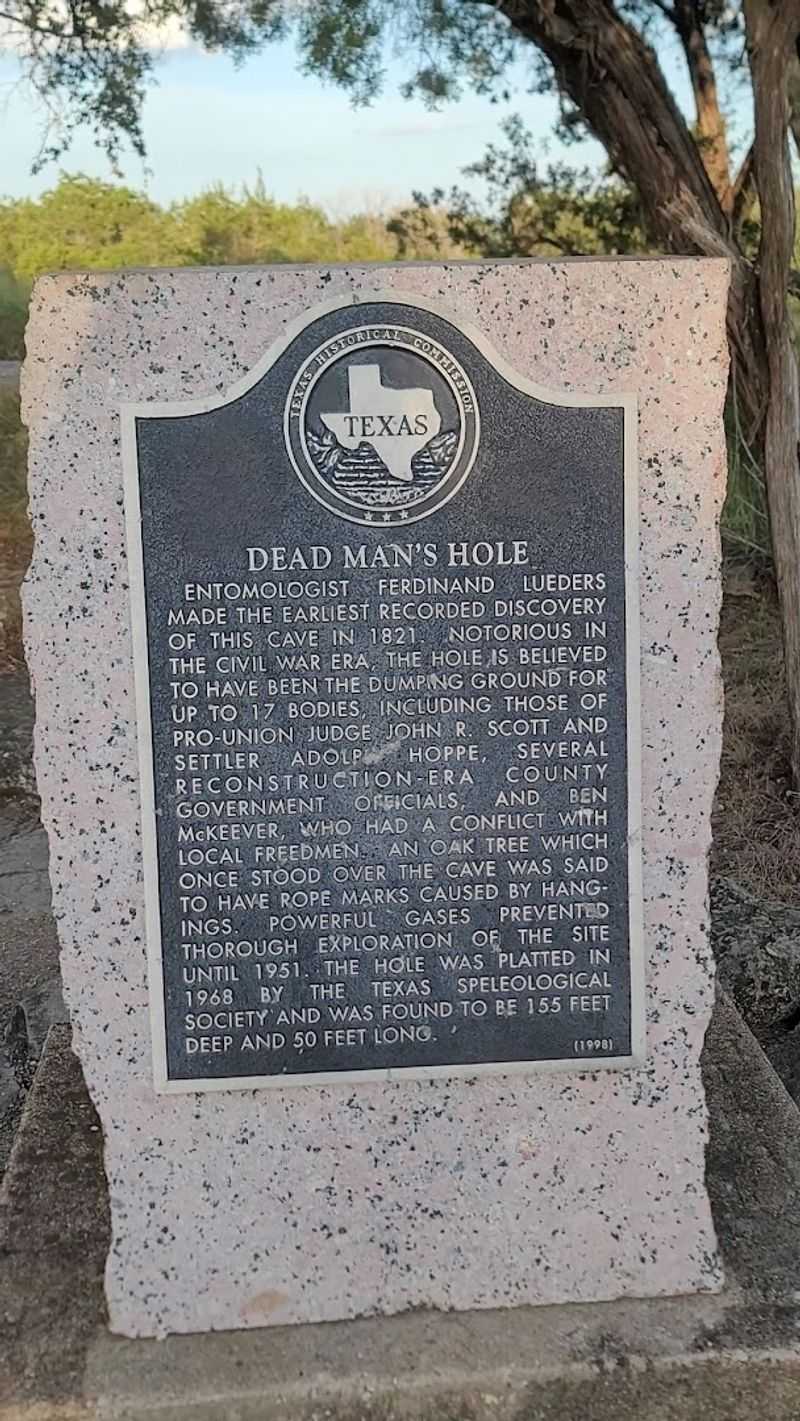 TEXAS HISTORICAL COMMISSION
TEXAS
DEAD MAN'S HOLE
ENTOMOLOGIST FERDINAND LUEDERS
MADE THE EARLIEST RECORDED DISCOVERY
OF THIS CAVE IN 1821. NOTORIOUS IN
THE CIVIL WAR ERA, THE HOLE IS BELIEVED
TO HAVE BEEN THE DUMPING GROUND FOR
UP TO 17 BODIES, INCLUDING THOSE OF
PRO-UNION JUDGE JOHN R. SCOTT AND
SETTLER ADOLPH HOPPE, SEVERAL
RECONSTRUCTION-ERA COUNTY
GOVERNMENT OFFICIALS, AND BEN
McKEEVER, WHO HAD A CONFLICT WITH
LOCAL FREEDMEN. AN OAK TREE WHICH
ONCE STOOD OVER THE CAVE WAS SAID
TO HAVE ROPE MARKS CAUSED BY HANG-
INGS. POWERFUL GASES PREVENTED
THOROUGH EXPLORATION OF THE SITE
UNTIL 1951. THE HOLE WAS PLATTED IN
1968 BY THE TEXAS SPELEOLOGICAL
SOCIETY AND WAS FOUND TO BE 155 FEET
DEEP AND 50 FEET LONG.
(1998)